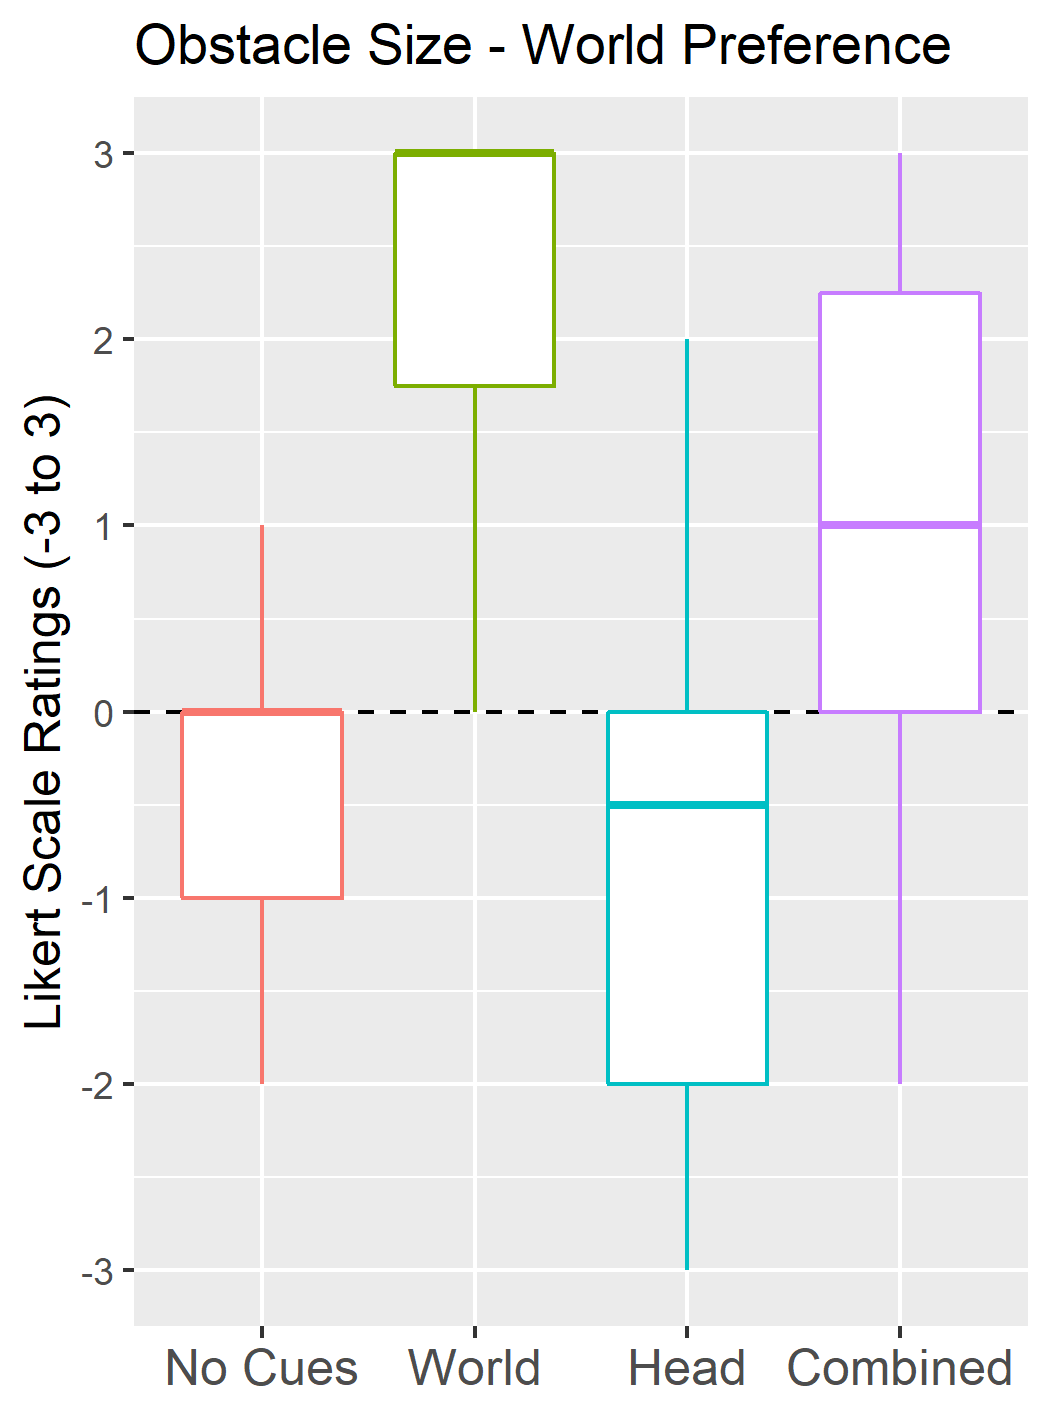 Obstacle Size - World Preference
Likert Scale Ratings (-3 to 3)
3
2
1
0
-1
-2
-3
No Cues World Head Combined